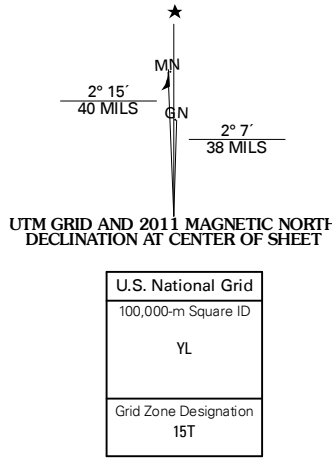 MN
GN
2° 15´
40 MILS
2° 7´
38 MILS
UTM GRID AND 2011 MAGNETIC NORTH
DECLINATION AT CENTER OF SHEET
U.S. National Grid
100,000-m Square ID
YL
Grid Zone Designation
15T